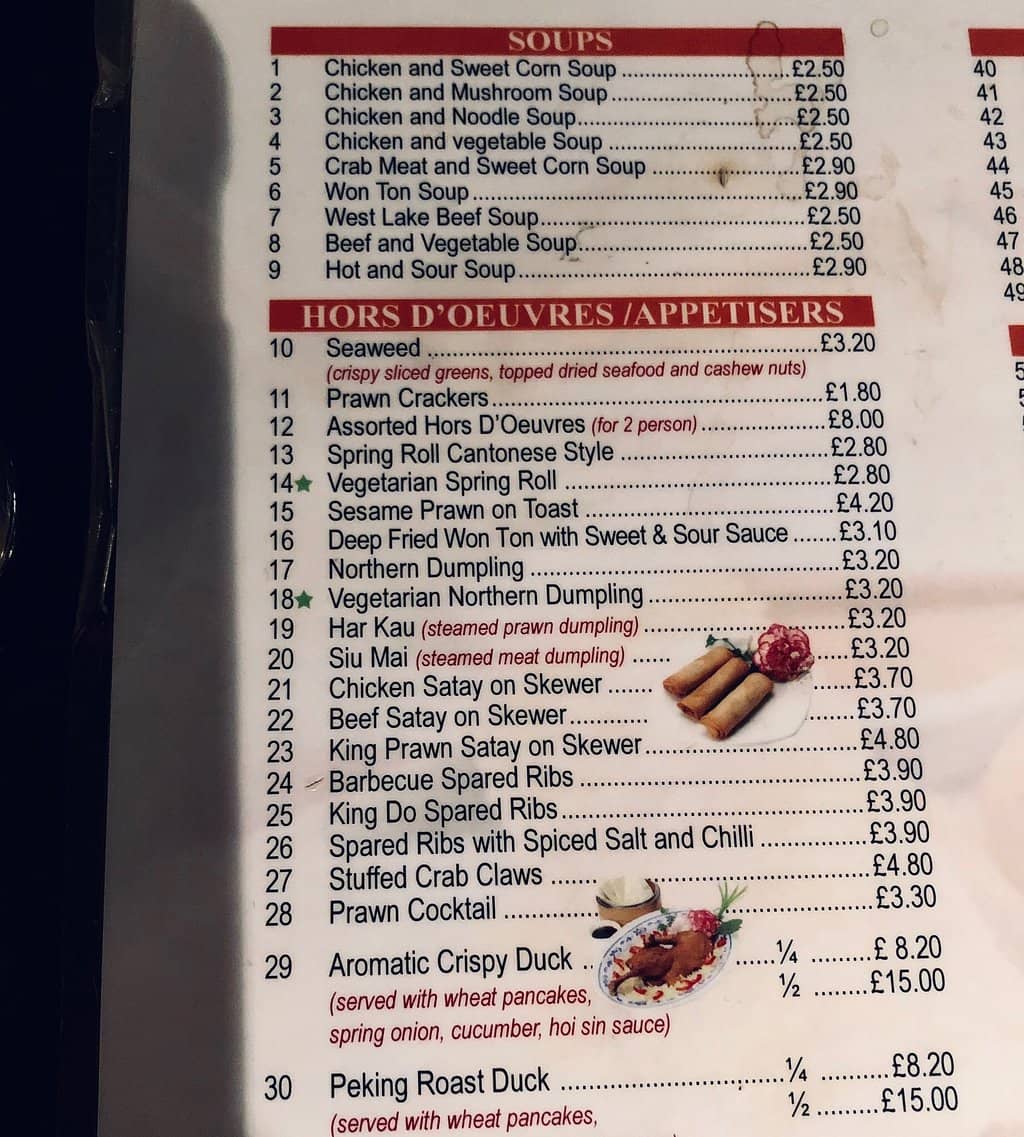 SOUPS
1 Chicken and Sweet Corn Soup ........................£2.50
2 Chicken and Mushroom Soup ..........................£2.50
3 Chicken and Noodle Soup..............................£2.50
4 Chicken and vegetable Soup ..........................£2.50
5 Crab Meat and Sweet Corn Soup ....................£2.90
6 Won Ton Soup ..............................................£2.90
7 West Lake Beef Soup.....................................£2.50
8 Beef and Vegetable Soup................................£2.50
9 Hot and Sour Soup.........................................£2.90
HORS D'OEUVRES /APPETISERS
10 Seaweed .......................................................£3.20
(crispy sliced greens, topped dried seafood and cashew nuts)
11 Prawn Crackers..............................................£1.80
12 Assorted Hors D'Oeuvres (for 2 person) .................£8.00
13 Spring Roll Cantonese Style ............................£2.80
14 Vegetarian Spring Roll ....................................£2.80
15 Sesame Prawn on Toast .................................£4.20
16 Deep Fried Won Ton with Sweet & Sour Sauce .......£3.10
17 Northern Dumpling .........................................£3.20
18 Vegetarian Northern Dumpling .........................£3.20
19 Har Kau (steamed prawn dumpling) ...........................£3.20
20 Siu Mai (steamed meat dumpling) ...... .....£3.20
21 Chicken Satay on Skewer ....... ......£3.70
22 Beef Satay on Skewer............ .......£3.70
23 King Prawn Satay on Skewer............................£4.80
24 Barbecue Spared Ribs ....................................£3.90
25 King Do Spared Ribs.......................................£3.90
26 Spared Ribs with Spiced Salt and Chilli ...............£3.90
27 Stuffed Crab Claws ....... ..............................£4.80
28 Prawn Cocktail .............. .....................£3.30
29 Aromatic Crispy Duck .. ......¼ .........£ 8.20
(served with wheat pancakes, ½ ........£15.00
spring onion, cucumber, hoi sin sauce)
30 Peking Roast Duck ................................¼ ..........£8.20
(served with wheat pancakes, ½ .........£15.00
40
41
42
43
44
45
46
47
48
49